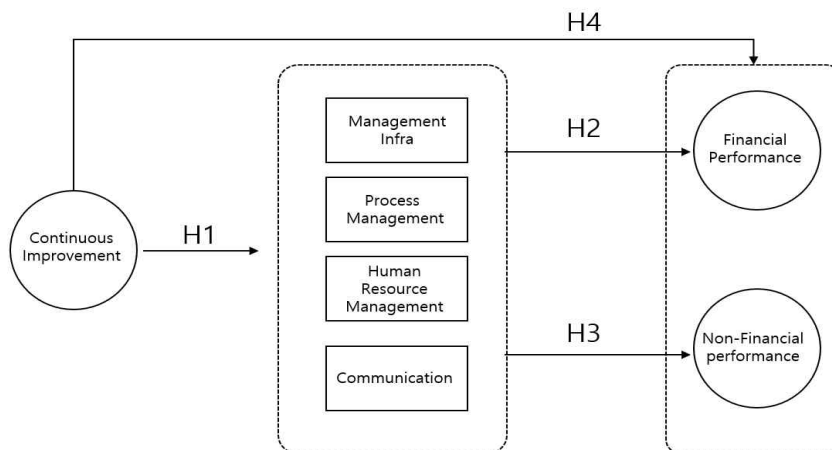 H4
Management
Infra
H2
Financial
Performance
Process
Management
Continuous
Improvement
H1
Human
Resource
Management
H3
Non-Financial
performance
Communication